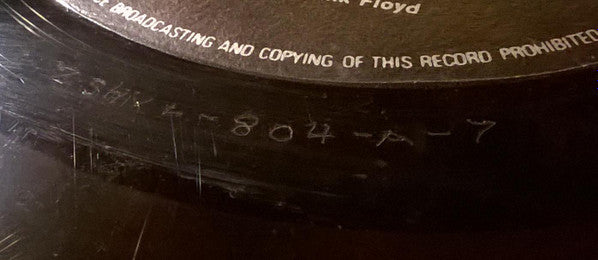 Floyd
BROADCASTING AND COPYING OF THIS RECORD PROHIBITED
- 804 - A - 7